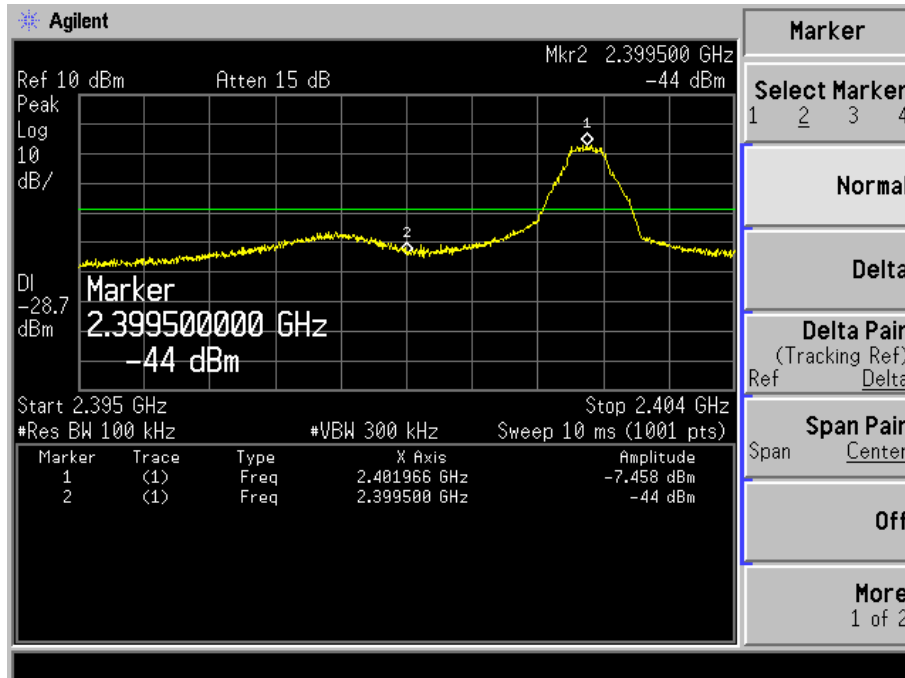 Agilent
Marker
Mkr2 2.399500 GHz
Ref 10 dBm Atten 15 dB -44 dBm
Peak
Log
10
dB/
1
2
DI
-28.7
dBm
Marker
2.399500000 GHz
-44 dBm
Start 2.395 GHz Stop 2.404 GHz
#Res BW 100 kHz #VBW 300 kHz Sweep 10 ms (1001 pts)
Marker Trace Type X Axis Amplitude
1 (1) Freq 2.401966 GHz -7.458 dBm
2 (1) Freq 2.399500 GHz -44 dBm
Select Marker
1 2 3 4
Normal
Delta
Delta Pair
(Tracking Ref)
Ref Delta
Span Pair
Span Center
Off
More
1 of 2